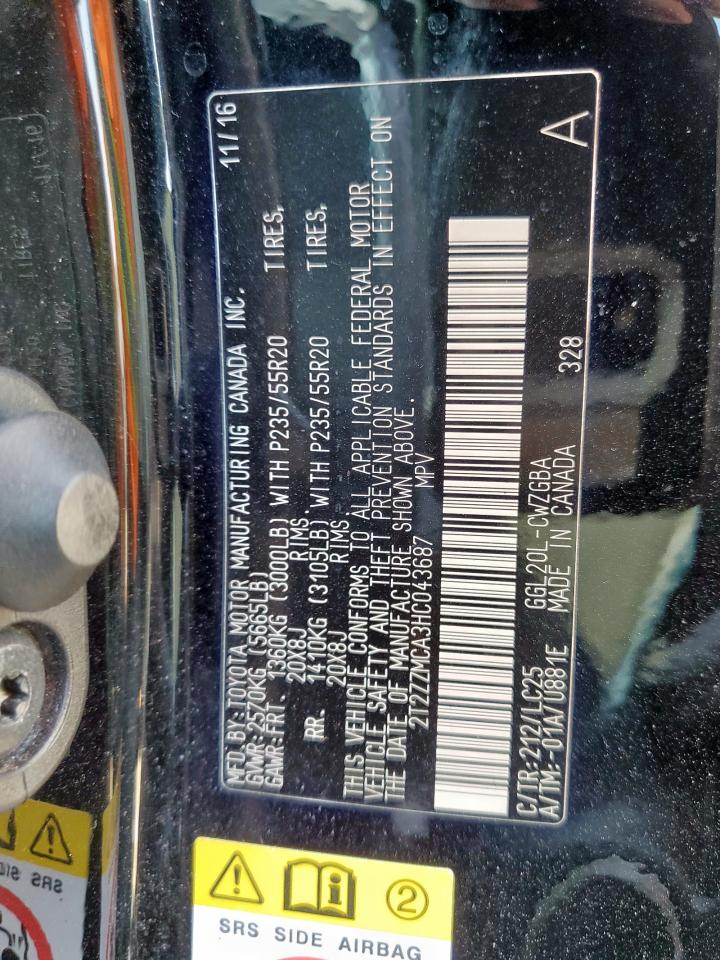 MFD.BY:TOYOTA MOTOR MANUFACTURING CANADA INC. 11/16
GVWR:2570KG (5665LB)
GAWR:FRT. 1360KG (3000LB) WITH P235/55R20 TIRES,
20X8J RIMS
RR. 1410KG (3105LB) WITH P235/55R20 TIRES,
20X8J RIMS
THIS VEHICLE CONFORMS TO ALL APPLICABLE FEDERAL MOTOR
VEHICLE SAFETY AND THEFT PREVENTION STANDARDS IN EFFECT ON
THE DATE OF MANUFACTURE SHOWN ABOVE.
2T2ZZMCA3HC043687 MPV
C/TR:212/LC25 GGL20L-CWZGBA
A/TM:-01A/U881E MADE IN CANADA 328 A
2
SRS SIDE AIRBAG
SRS SIDE